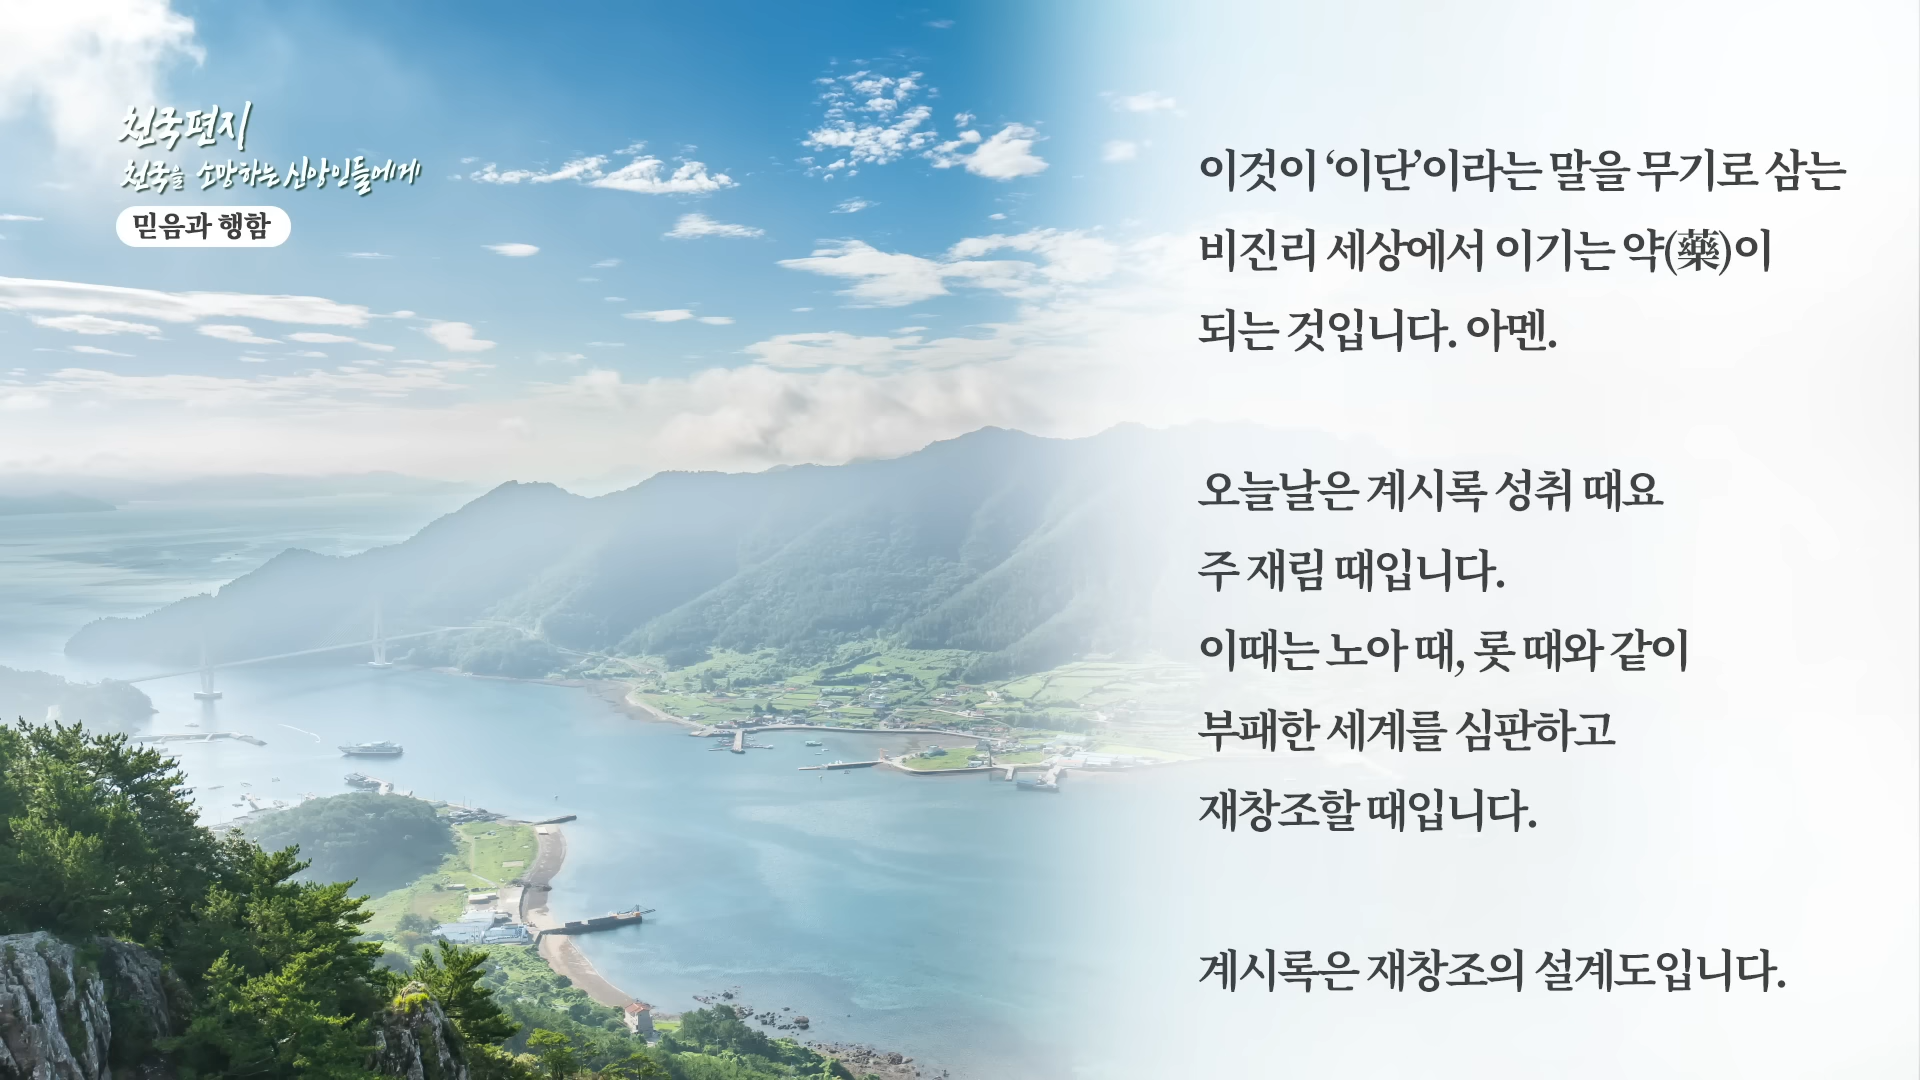 천국편지
천국을 소망하는 신앙인들에게
믿음과 행함
이것이 ‘이단’이라는 말을 무기로 삼는
비진리 세상에서 이기는 약(藥)이
되는 것입니다. 아멘.
오늘날은 계시록 성취 때요
주 재림 때입니다.
이때는 노아 때, 롯 때와 같이
부패한 세계를 심판하고
재창조할 때입니다.
계시록은 재창조의 설계도입니다.